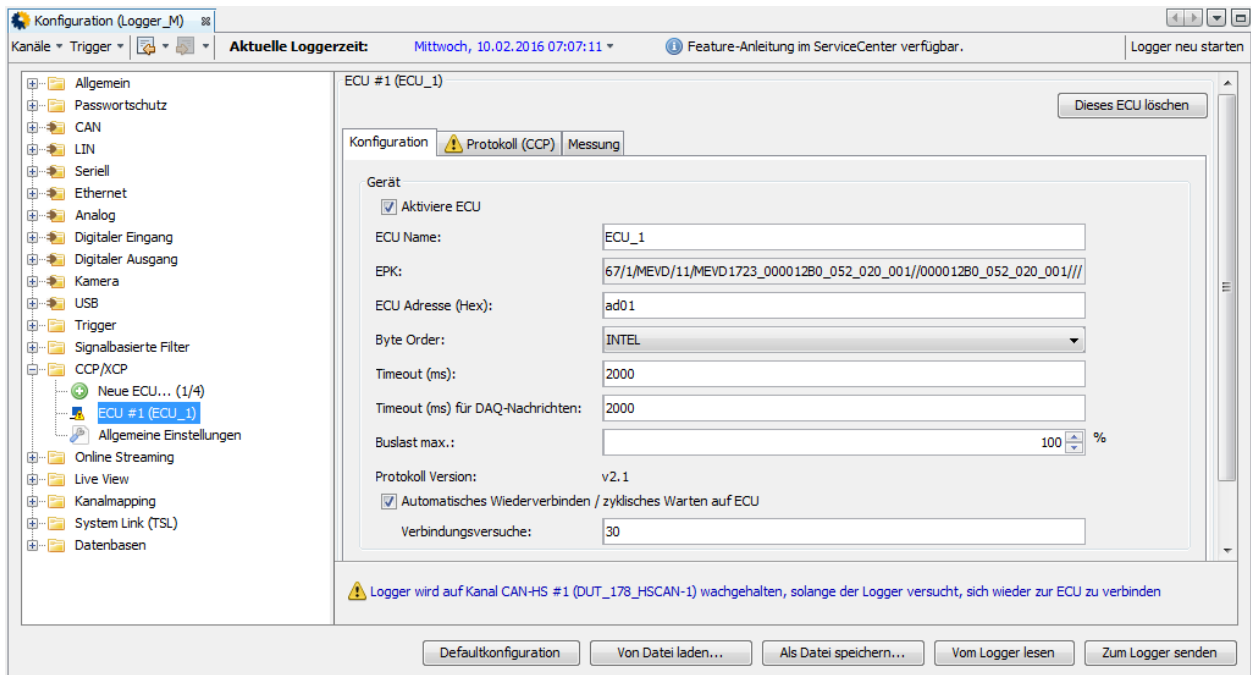 Konfiguration (Logger_M)
Kanäle Trigger Aktuelle Loggerzeit: Mittwoch, 10.02.2016 07:07:11 Feature-Anleitung im ServiceCenter verfügbar. Logger neu starten
Allgemein
Passwortschutz
CAN
LIN
Seriell
Ethernet
Analog
Digitaler Eingang
Digitaler Ausgang
Kamera
USB
Trigger
Signalbasierte Filter
CCP/XCP
Neue ECU... (1/4)
ECU #1 (ECU_1)
Allgemeine Einstellungen
Online Streaming
Live View
Kanalmapping
System Link (TSL)
Datenbasen
ECU #1 (ECU_1)
Dieses ECU löschen
Konfiguration Protokoll (CCP) Messung
Gerät
Aktiviere ECU
ECU Name: ECU_1
EPK: 67/1/MEVD/11/MEVD1723_000012B0_052_020_001//000012B0_052_020_001///
ECU Adresse (Hex): ad01
Byte Order: INTEL
Timeout (ms): 2000
Timeout (ms) für DAQ-Nachrichten: 2000
Buslast max.: 100 %
Protokoll Version: v2.1
Automatisches Wiederverbinden / zyklisches Warten auf ECU
Verbindungsversuche: 30
Logger wird auf Kanal CAN-HS #1 (DUT_178_HSCAN-1) wachgehalten, solange der Logger versucht, sich wieder zur ECU zu verbinden
Defaultkonfiguration Von Datei laden... Als Datei speichern... Vom Logger lesen Zum Logger senden